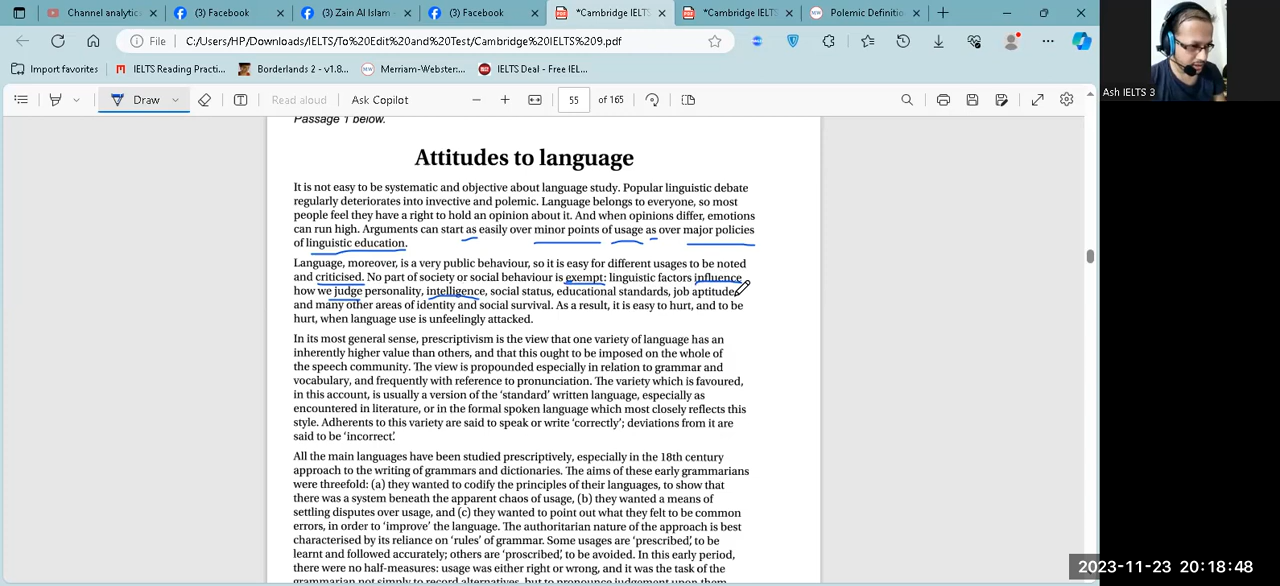 Channel analytic
(3) Facebook
(3) Zain Al Islam
(3) Facebook
*Cambridge IELTS
*Cambridge IELTS
Polemic Definitio
File
C:/Users/HP/Downloads/IELTS/To%20Edit%20and%20Test/Cambridge%20IELTS%209.pdf
Import favorites
IELTS Reading Practi...
Borderlands 2 - v1.8...
Merriam-Webster:...
IELTS Deal - Free IEL...
Draw
Read aloud
Ask Copilot
55
of 165
Ash IELTS 3
Passage 1 below.
Attitudes to language
It is not easy to be systematic and objective about language study. Popular linguistic debate
regularly deteriorates into invective and polemic. Language belongs to everyone, so most
people feel they have a right to hold an opinion about it. And when opinions differ, emotions
can run high. Arguments can start as easily over minor points of usage as over major policies
of linguistic education.
Language, moreover, is a very public behaviour, so it is easy for different usages to be noted
and criticised. No part of society or social behaviour is exempt: linguistic factors influence
how we judge personality, intelligence, social status, educational standards, job aptitude,
and many other areas of identity and social survival. As a result, it is easy to hurt, and to be
hurt, when language use is unfeelingly attacked.
In its most general sense, prescriptivism is the view that one variety of language has an
inherently higher value than others, and that this ought to be imposed on the whole of
the speech community. The view is propounded especially in relation to grammar and
vocabulary, and frequently with reference to pronunciation. The variety which is favoured,
in this account, is usually a version of the 'standard' written language, especially as
encountered in literature, or in the formal spoken language which most closely reflects this
style. Adherents to this variety are said to speak or write 'correctly'; deviations from it are
said to be 'incorrect'.
All the main languages have been studied prescriptively, especially in the 18th century
approach to the writing of grammars and dictionaries. The aims of these early grammarians
were threefold: (a) they wanted to codify the principles of their languages, to show that
there was a system beneath the apparent chaos of usage, (b) they wanted a means of
settling disputes over usage, and (c) they wanted to point out what they felt to be common
errors, in order to 'improve' the language. The authoritarian nature of the approach is best
characterised by its reliance on 'rules' of grammar. Some usages are 'prescribed', to be
learnt and followed accurately; others are 'proscribed', to be avoided. In this early period,
there were no half-measures: usage was either right or wrong, and it was the task of the
grammarian not simply to record alternatives, but to pronounce judgement upon them.
2023-11-23 20:18:48